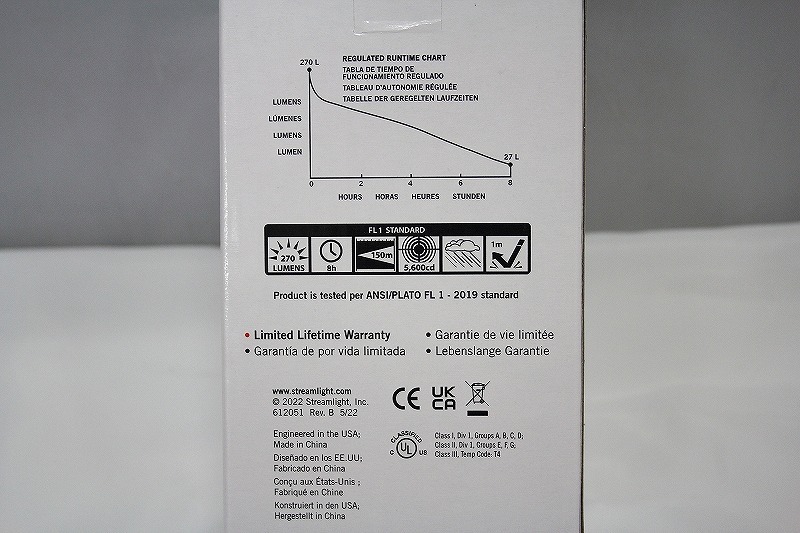 REGULATED RUNTIME CHART
270 L
TABLA DE TIEMPO DE
FUNCIONAMIENTO REGULADO
TABLEAU D'AUTONOMIE RÉGULÉE
TABELLE DER GEREGELTEN LAUFZEITEN
LUMENS
LÚMENES
LUMENS
LUMEN
27 L
0 2 4 6 8
HOURS HORAS HEURES STUNDEN
FL1 STANDARD
270
LUMENS
8h
150m
5,600cd
1m
Product is tested per ANSI/PLATO FL 1 - 2019 standard
• Limited Lifetime Warranty
• Garantie de vie limitée
• Garantía de por vida limitada
• Lebenslange Garantie
www.streamlight.com
© 2022 Streamlight, Inc.
612051 Rev. B 5/22
CE
UK
CA
Engineered in the USA;
Made in China
Diseñado en los EE.UU;
Fabricado en China
Conçu aux États-Unis ;
Fabriqué en Chine
Konstruiert in den USA;
Hergestellt in China
CLASSIFIED
C UL US
Class I, Div 1, Groups A, B, C, D;
Class II, Div 1, Groups E, F, G;
Class III, Temp Code: T4